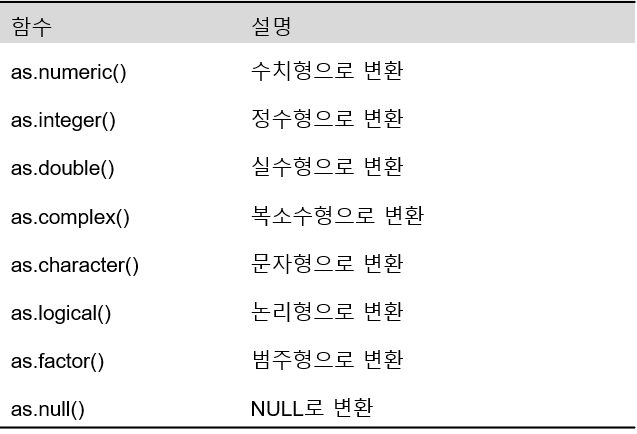 함수 설명
as.numeric() 수치형으로 변환
as.integer() 정수형으로 변환
as.double() 실수형으로 변환
as.complex() 복소수형으로 변환
as.character() 문자형으로 변환
as.logical() 논리형으로 변환
as.factor() 범주형으로 변환
as.null() NULL로 변환